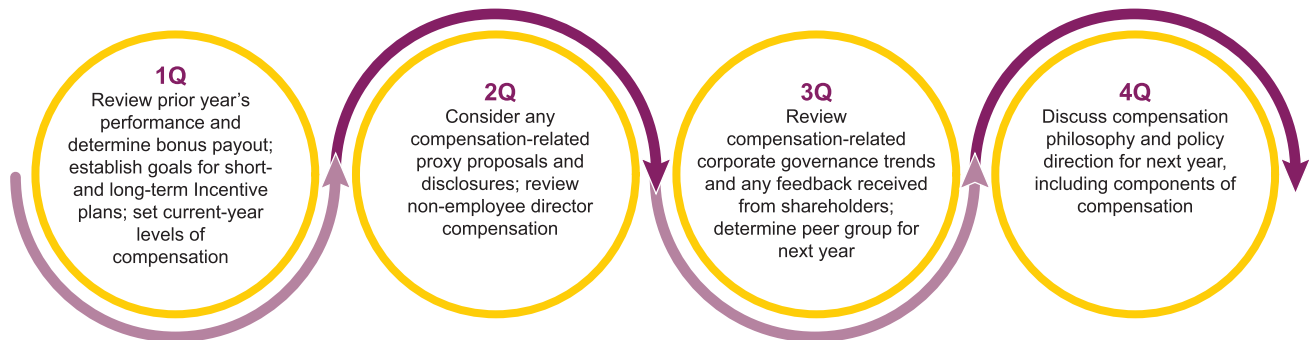 1Q
Review prior year’s
performance and
determine bonus payout;
establish goals for short-
and long-term Incentive
plans; set current-year
levels of
compensation
2Q
Consider any
compensation-related
proxy proposals and
disclosures; review
non-employee director
compensation
3Q
Review
compensation-related
corporate governance trends
and any feedback received
from shareholders;
determine peer group for
next year
4Q
Discuss compensation
philosophy and policy
direction for next year,
including components of
compensation